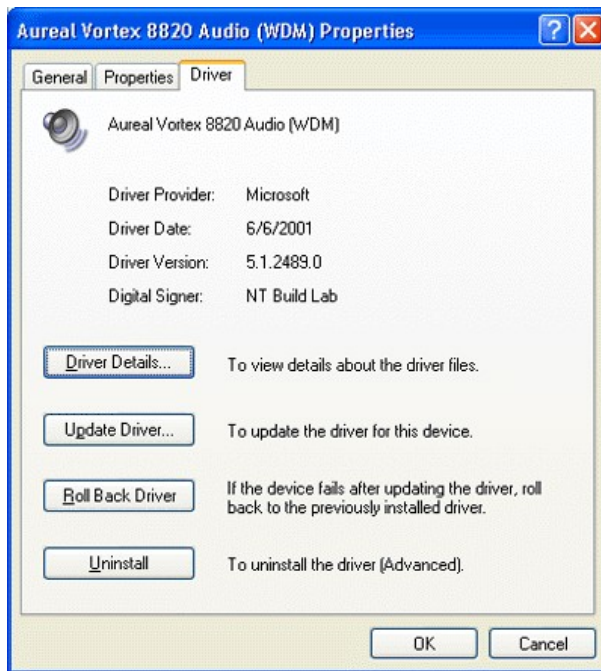 Aureal Vortex 8820 Audio (WDM) Properties
General Properties Driver
Aureal Vortex 8820 Audio (WDM)
Driver Provider: Microsoft
Driver Date: 6/6/2001
Driver Version: 5.1.2489.0
Digital Signer: NT Build Lab
Driver Details... To view details about the driver files.
Update Driver... To update the driver for this device.
Roll Back Driver If the device fails after updating the driver, roll
back to the previously installed driver.
Uninstall To uninstall the driver (Advanced).
OK Cancel